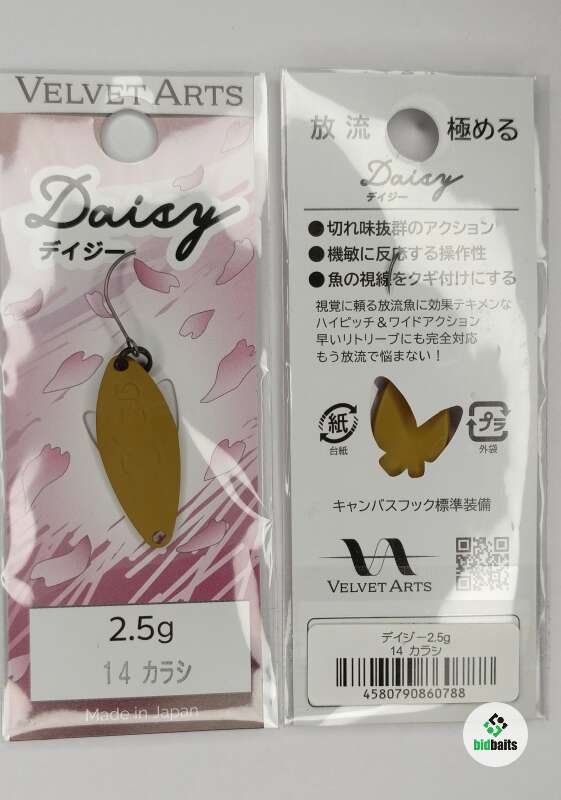 VELVET ARTS
Daisy
デイジー
2.5g
14 カラシ
Made in Japan
放流 極める
Daisy
デイジー
●切れ味抜群のアクション
●機敏に反応する操作性
●魚の視線をクギ付けにする
視覚に頼る放流魚に効果テキメンな
ハイピッチ&ワイドアクション
早いリトリーブにも完全対応
もう放流で悩まない!
紙
台紙
プラ
外袋
キャンバスフック標準装備
VELVET ARTS
デイジー2.5g
14 カラシ
4580790860788
bidbaits